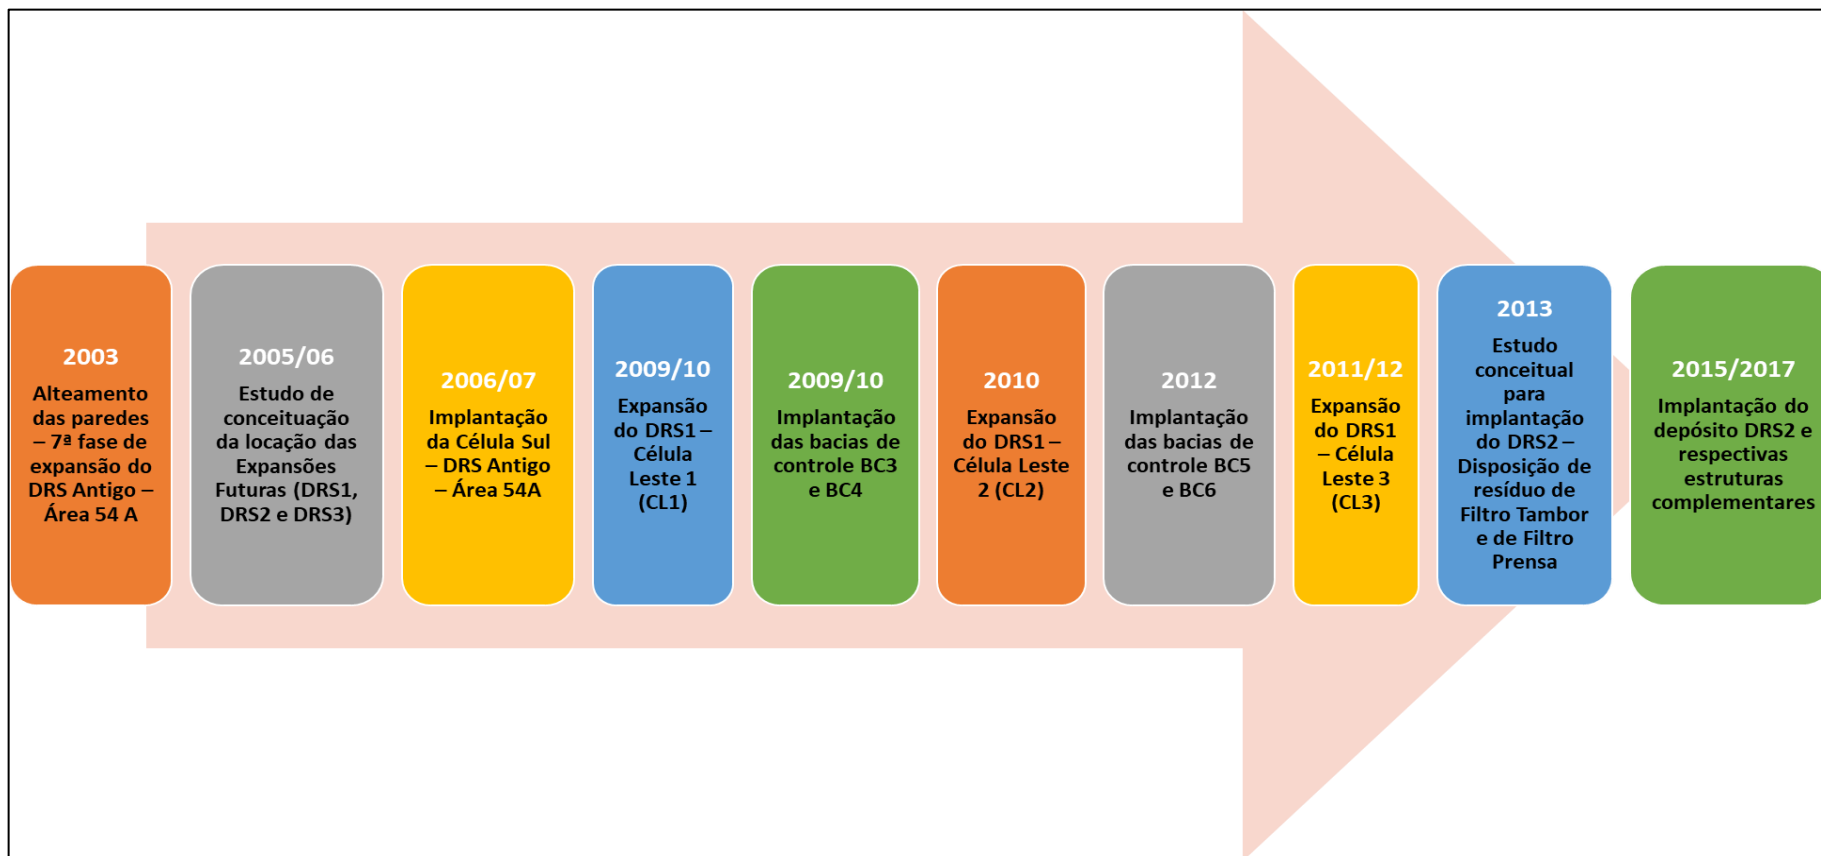 2003
Alteamento
das paredes
– 7ª fase de
expansão do
DRS Antigo –
Área 54 A
2005/06
Estudo de
conceituação
da locação das
Expansões
Futuras (DRS1,
DRS2 e DRS3)
2006/07
Implantação
da Célula Sul
– DRS Antigo
– Área 54A
2009/10
Expansão
do DRS1 –
Célula
Leste 1
(CL1)
2009/10
Implantação
das bacias de
controle BC3
e BC4
2010
Expansão
do DRS1 –
Célula Leste
2 (CL2)
2012
Implantação
das bacias de
controle BC5
e BC6
2011/12
Expansão
do DRS1
– Célula
Leste 3
(CL3)
2013
Estudo
conceitual
para
implantação
do DRS2 –
Disposição de
resíduo de
Filtro Tambor
e de Filtro
Prensa
2015/2017
Implantação do
depósito DRS2 e
respectivas
estruturas
complementares